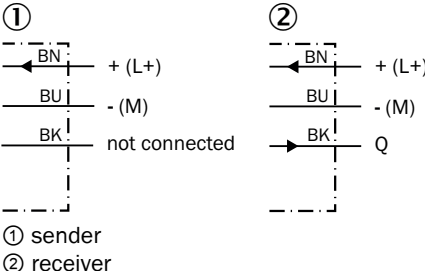 ① ②
BN + (L+) BN + (L+)
BU - (M) BU - (M)
BK not connected BK Q
① sender
② receiver